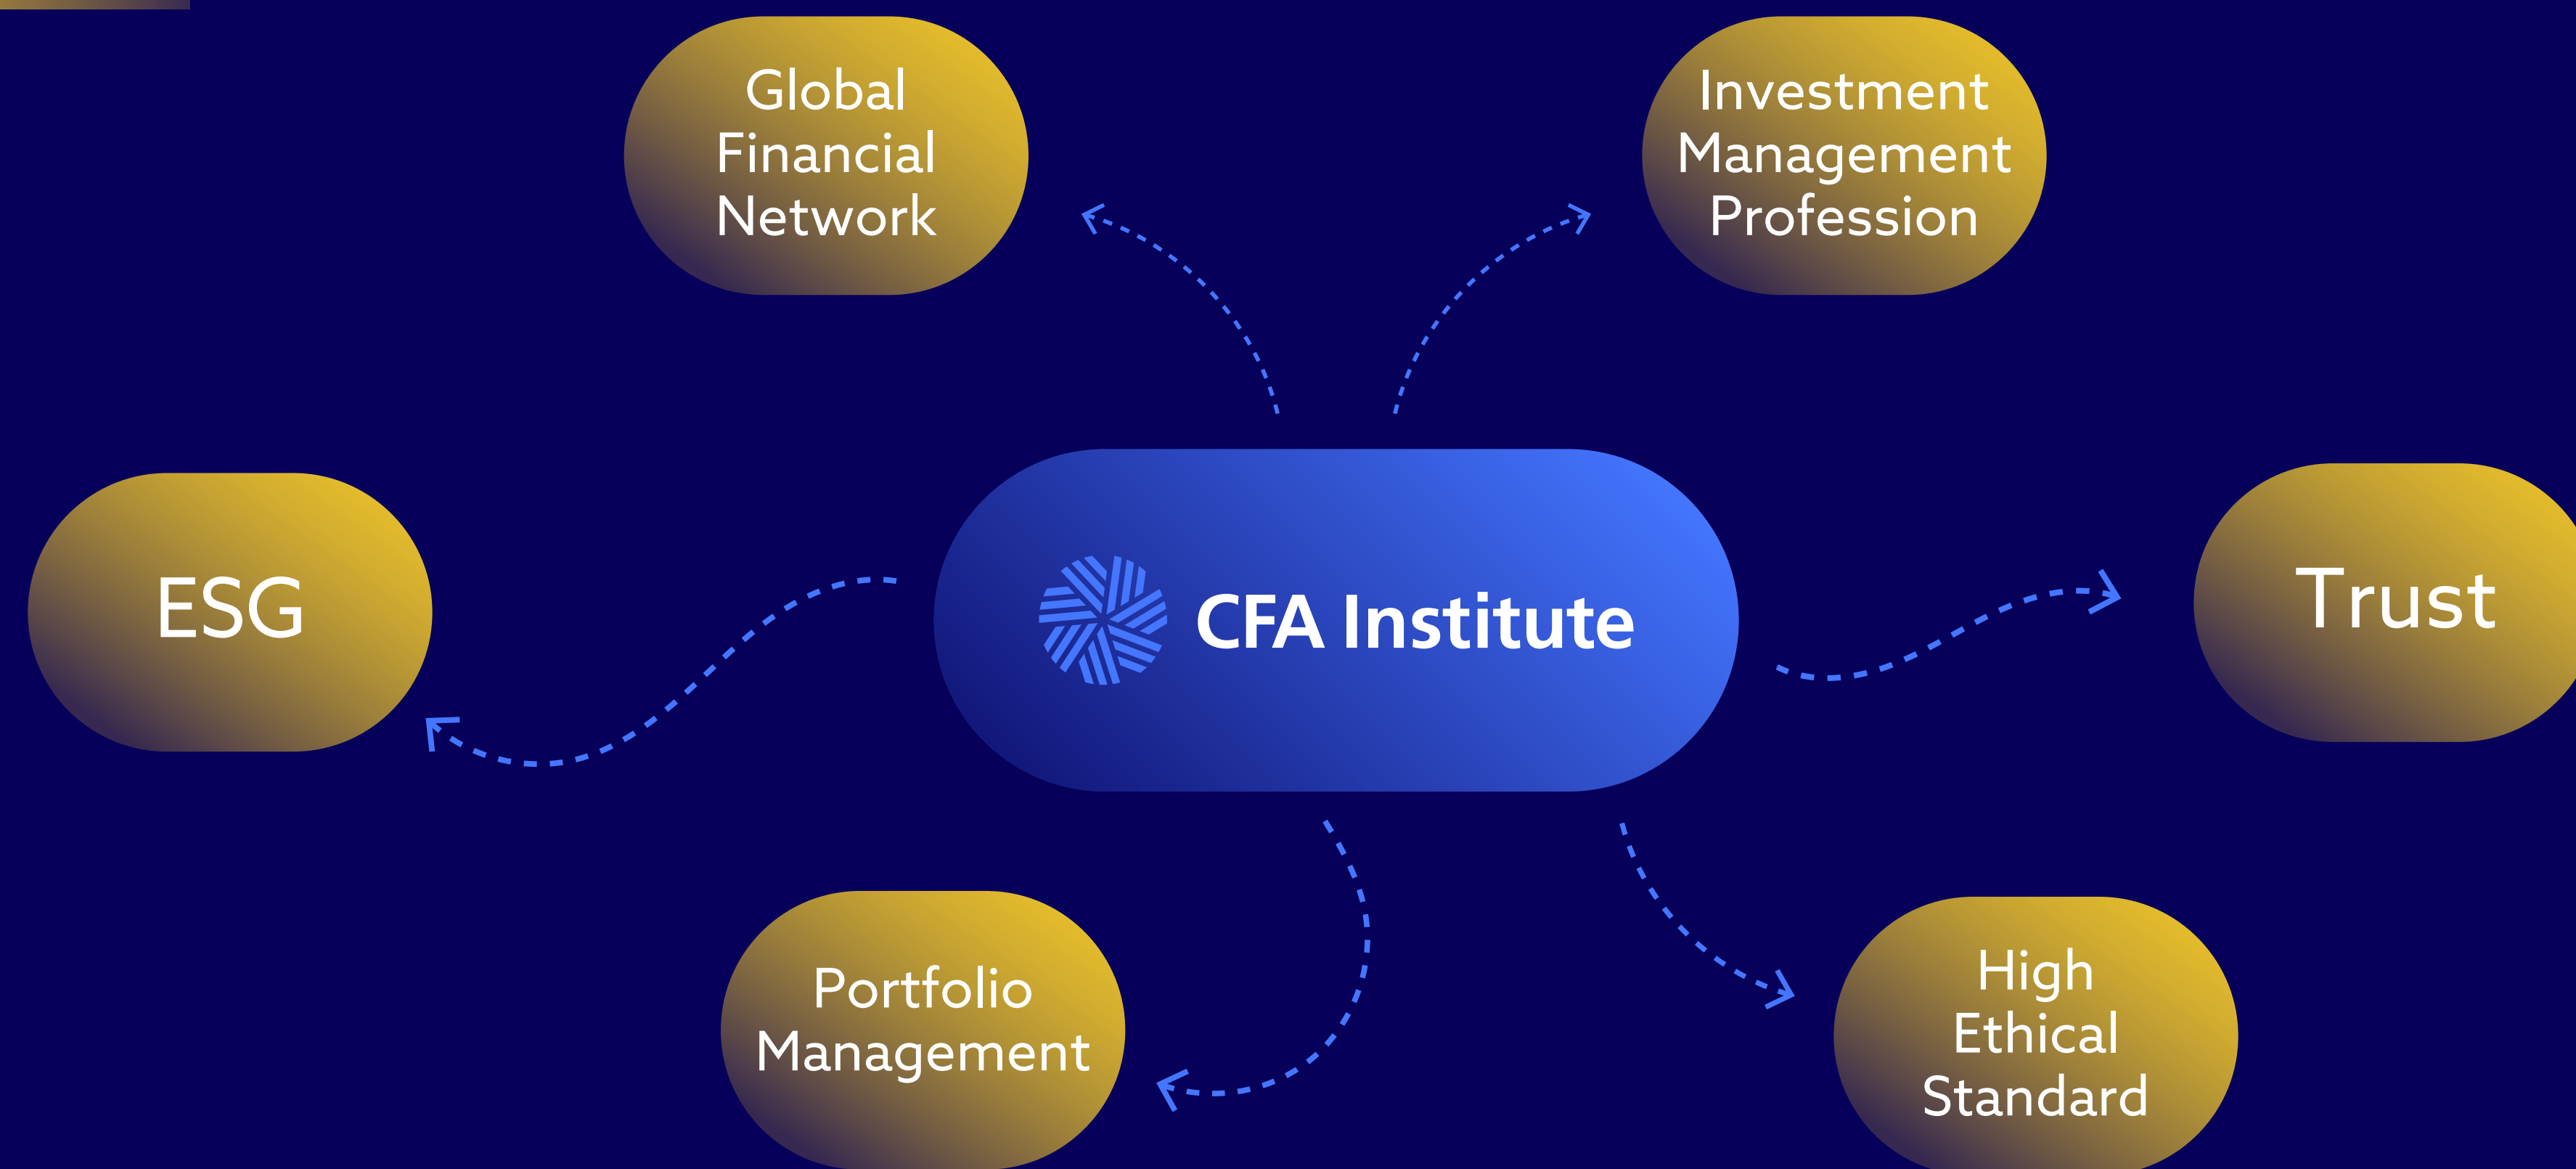 Global
Financial
Network
Investment
Management
Profession
ESG
CFA Institute
Trust
Portfolio
Management
High
Ethical
Standard